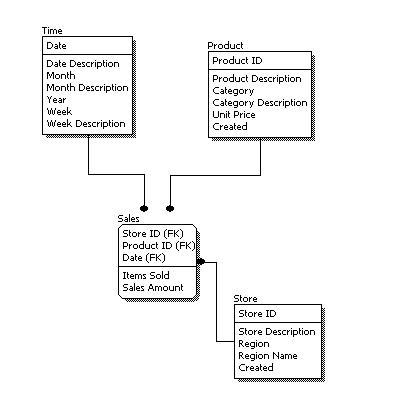 Time
Date
Date Description
Month
Month Description
Year
Week
Week Description
Product
Product ID
Product Description
Category
Category Description
Unit Price
Created
Sales
Store ID (FK)
Product ID (FK)
Date (FK)
Items Sold
Sales Amount
Store
Store ID
Store Description
Region
Region Name
Created